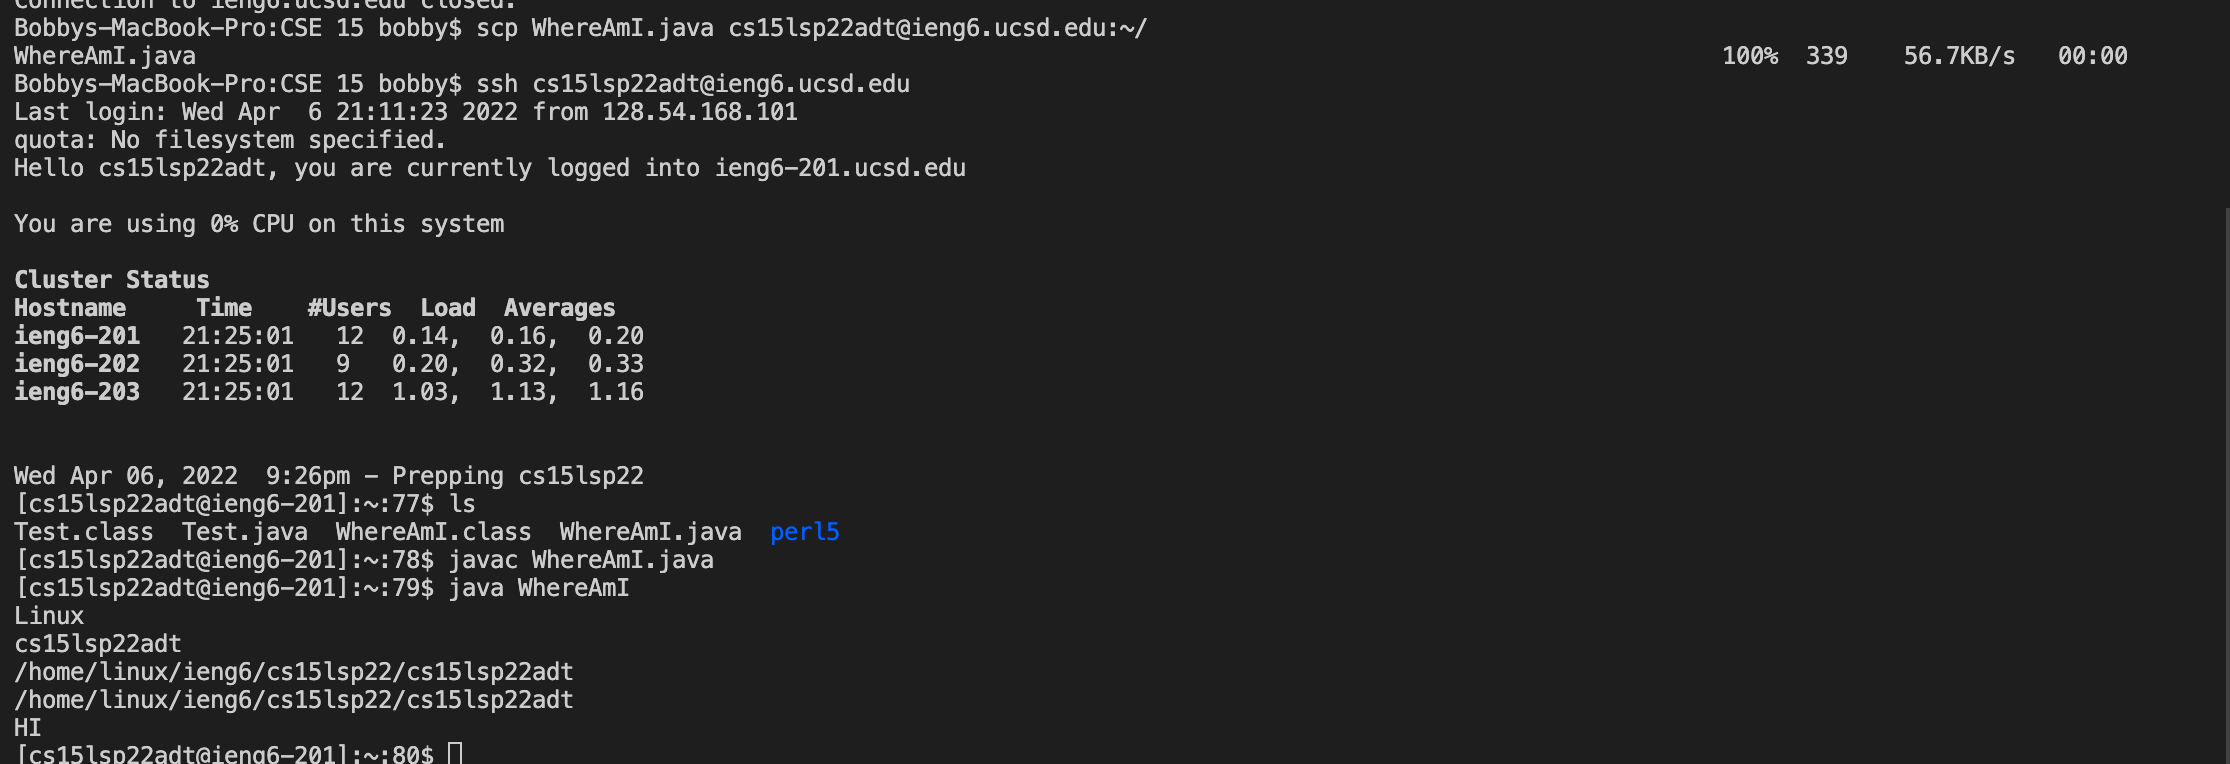 Connection to ieng6.ucsd.edu closed.
Bobbys-MacBook-Pro:CSE 15 bobby$ scp WhereAmI.java cs15lsp22adt@ieng6.ucsd.edu:~/
WhereAmI.java 100% 339 56.7KB/s 00:00
Bobbys-MacBook-Pro:CSE 15 bobby$ ssh cs15lsp22adt@ieng6.ucsd.edu
Last login: Wed Apr  6 21:11:23 2022 from 128.54.168.101
quota: No filesystem specified.
Hello cs15lsp22adt, you are currently logged into ieng6-201.ucsd.edu
You are using 0% CPU on this system
Cluster Status
Hostname     Time    #Users  Load  Averages
ieng6-201   21:25:01   12  0.14,  0.16,  0.20
ieng6-202   21:25:01   9   0.20,  0.32,  0.33
ieng6-203   21:25:01   12  1.03,  1.13,  1.16
Wed Apr 06, 2022  9:26pm - Prepping cs15lsp22
[cs15lsp22adt@ieng6-201]:~:77$ ls
Test.class  Test.java  WhereAmI.class  WhereAmI.java  perl5
[cs15lsp22adt@ieng6-201]:~:78$ javac WhereAmI.java
[cs15lsp22adt@ieng6-201]:~:79$ java WhereAmI
Linux
cs15lsp22adt
/home/linux/ieng6/cs15lsp22/cs15lsp22adt
/home/linux/ieng6/cs15lsp22/cs15lsp22adt
HI
[cs15lsp22adt@ieng6-201]:~:80$